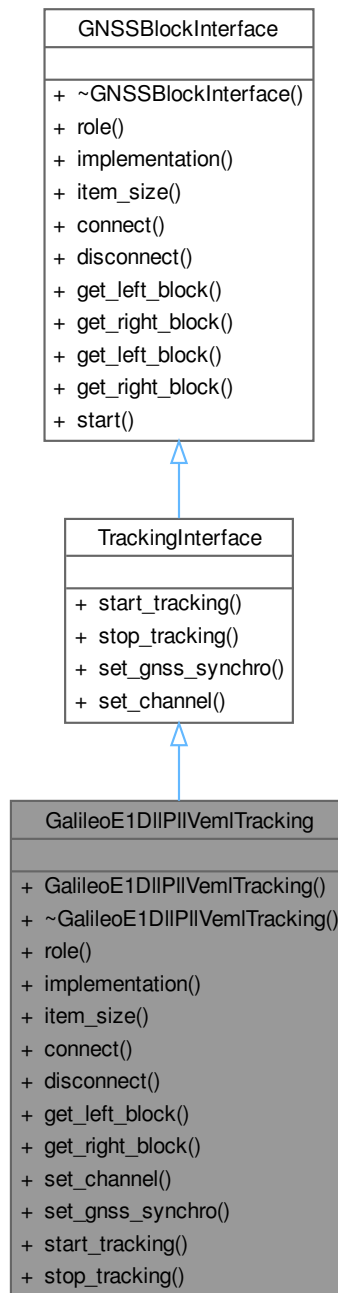 GNSSBlockInterface
+ ~GNSSBlockInterface()
+ role()
+ implementation()
+ item_size()
+ connect()
+ disconnect()
+ get_left_block()
+ get_right_block()
+ get_left_block()
+ get_right_block()
+ start()
TrackingInterface
+ start_tracking()
+ stop_tracking()
+ set_gnss_synchro()
+ set_channel()
GalileoE1DllPllVemlTracking
+ GalileoE1DllPllVemlTracking()
+ ~GalileoE1DllPllVemlTracking()
+ role()
+ implementation()
+ item_size()
+ connect()
+ disconnect()
+ get_left_block()
+ get_right_block()
+ set_channel()
+ set_gnss_synchro()
+ start_tracking()
+ stop_tracking()